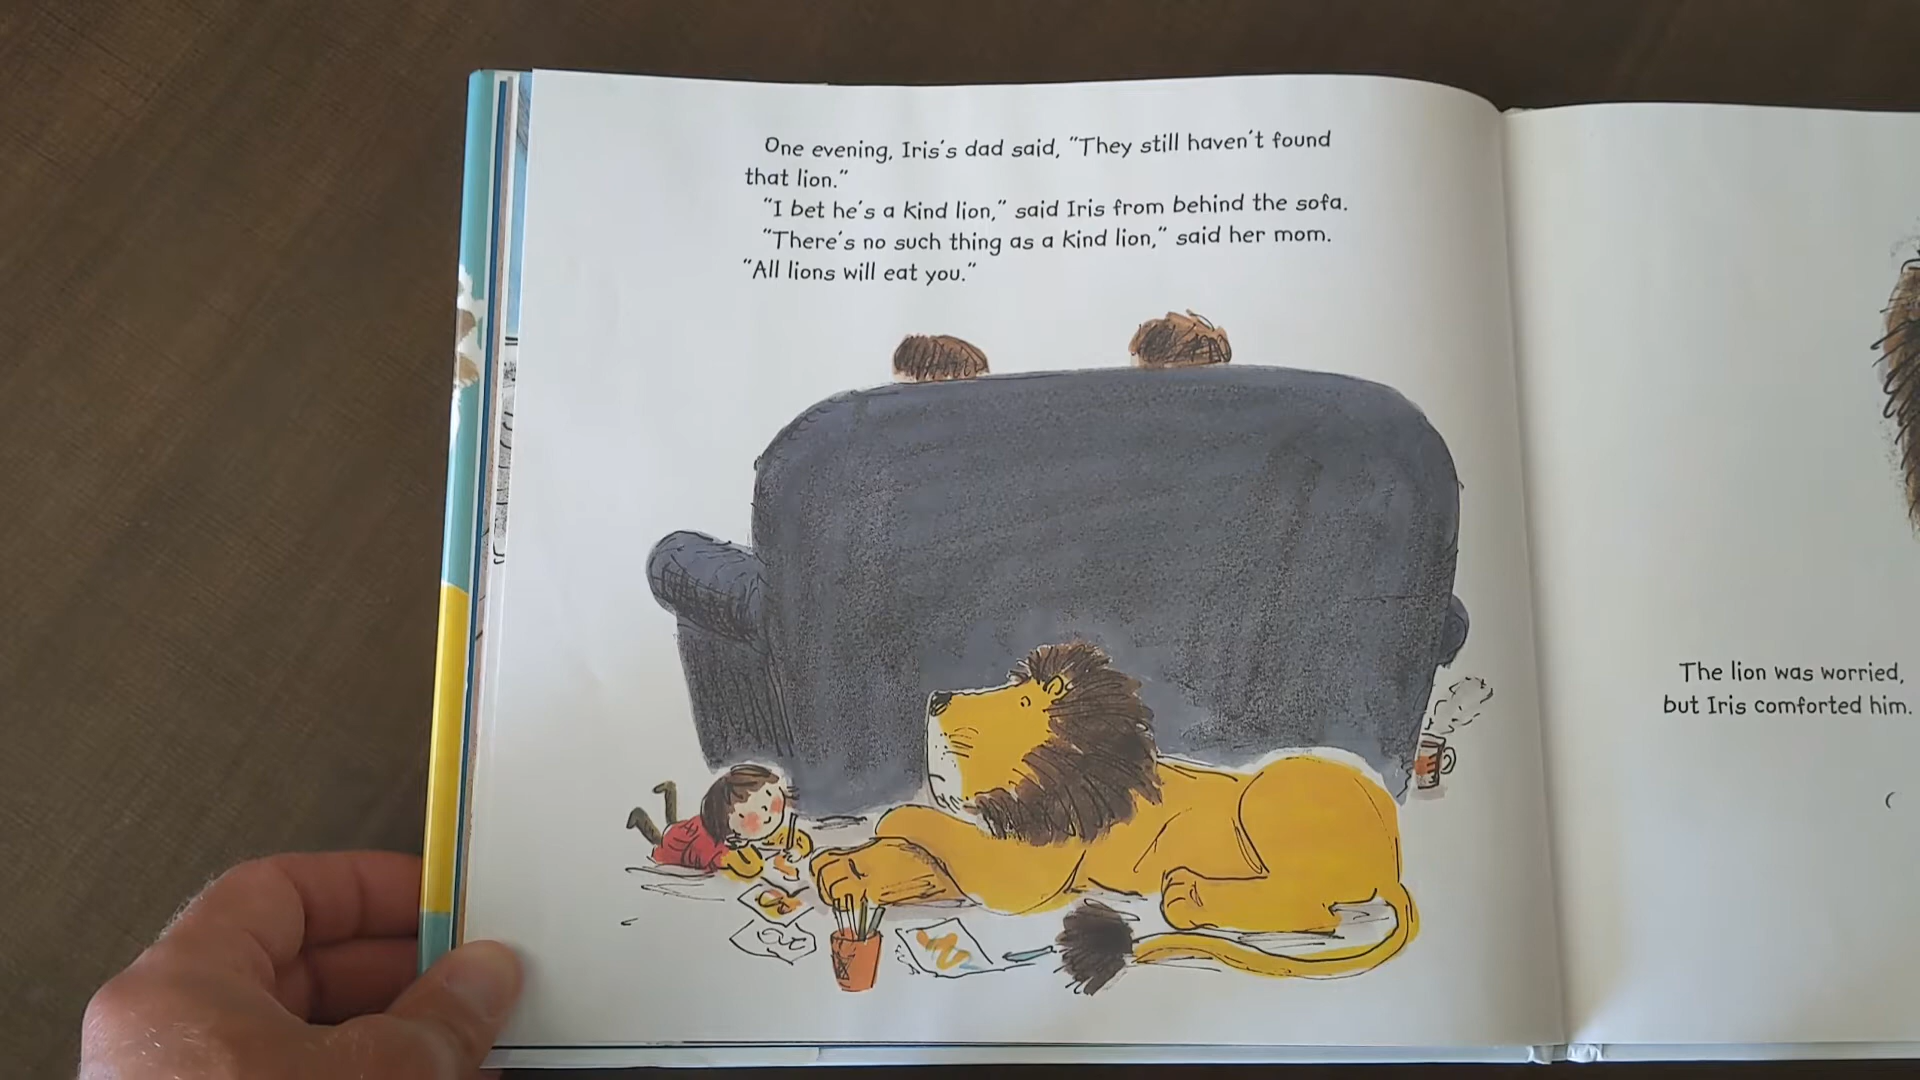 One evening, Iris's dad said, "They still haven't found
that lion."
"I bet he's a kind lion," said Iris from behind the sofa.
"There's no such thing as a kind lion," said her mom.
"All lions will eat you."
The lion was worried,
but Iris comforted him.